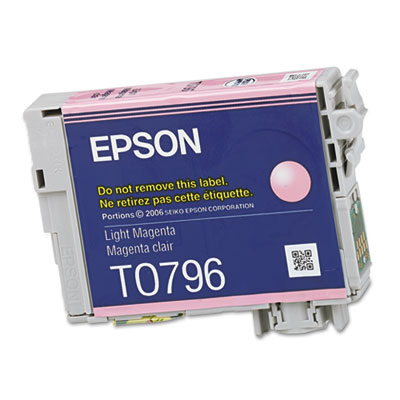 EPSON
Do not remove this label.
Ne retirez pas cette étiquette.
Portions © 2006 SEIKO EPSON CORPORATION
Light Magenta
Magenta clair
T0796